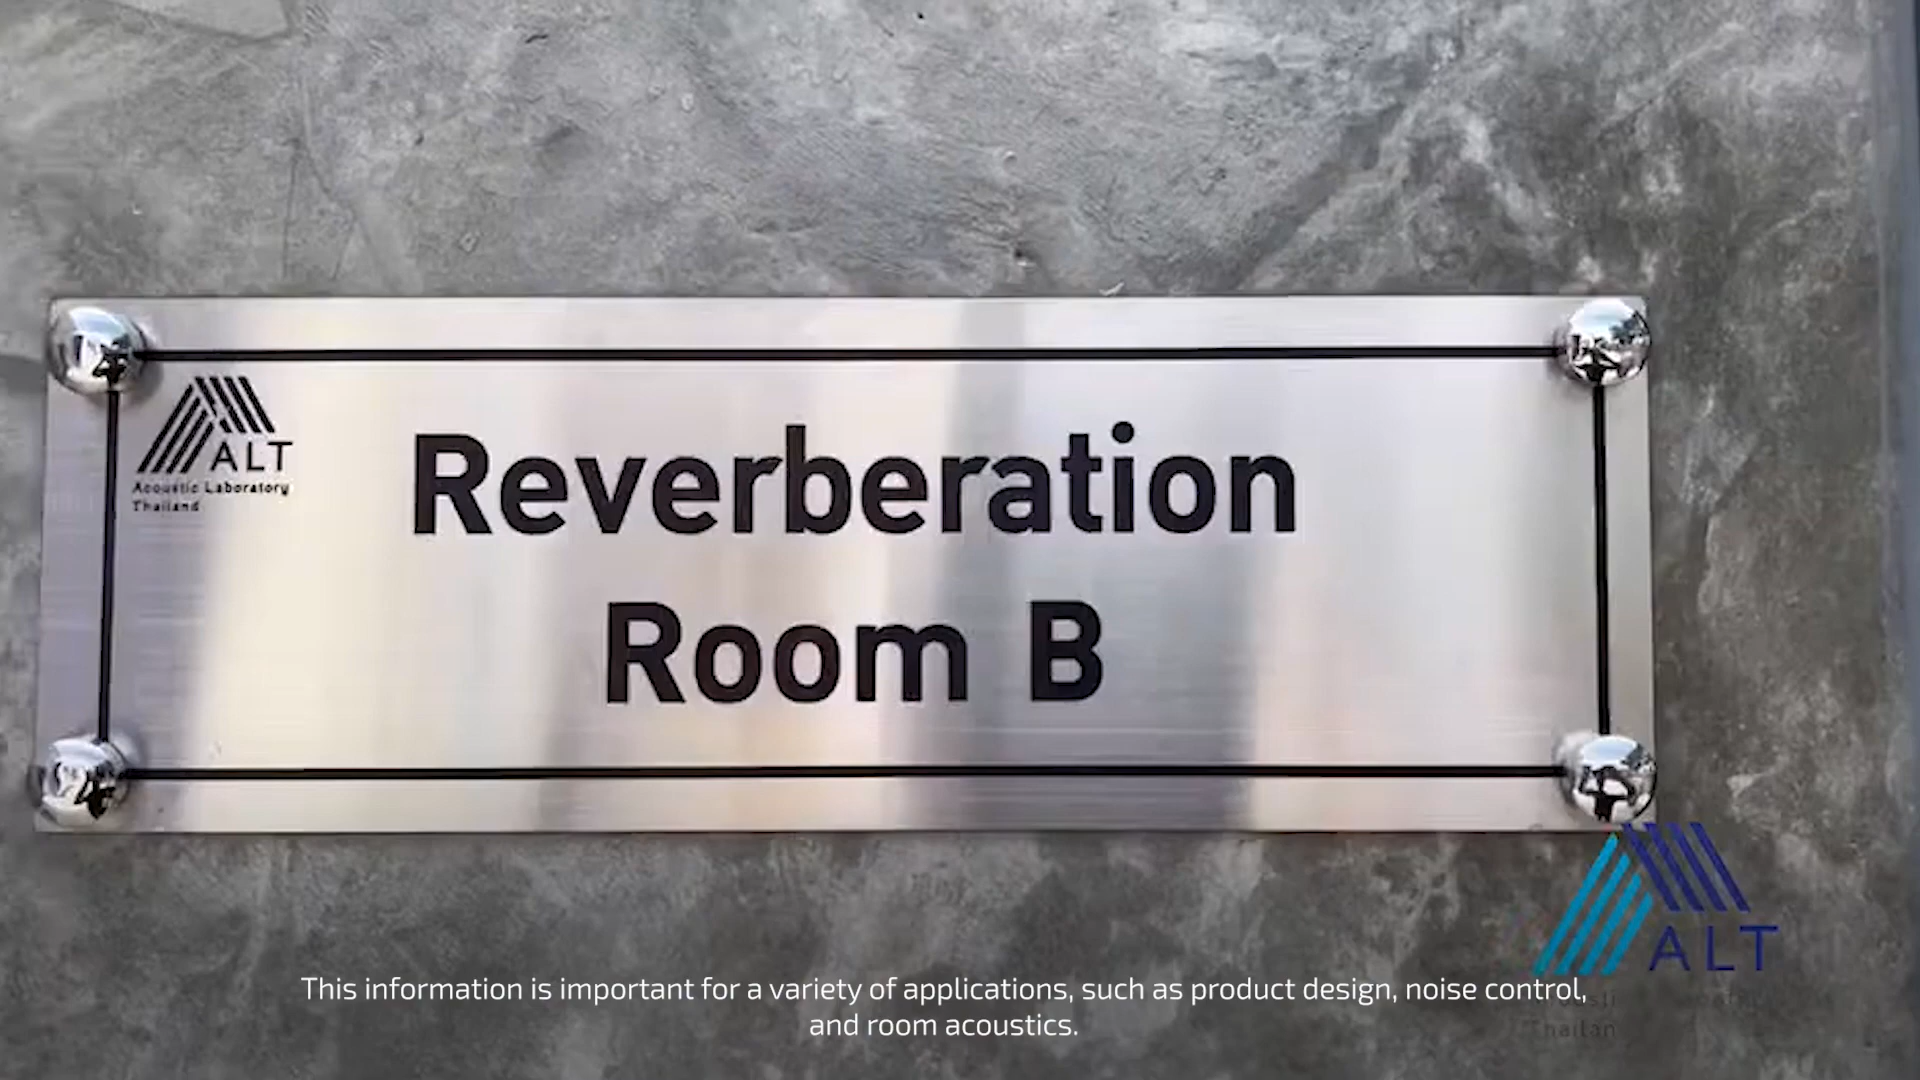 ALT
Acoustic Laboratory
Thailand
Reverberation
Room B
ALT
This information is important for a variety of applications, such as product design, noise control,
and room acoustics.